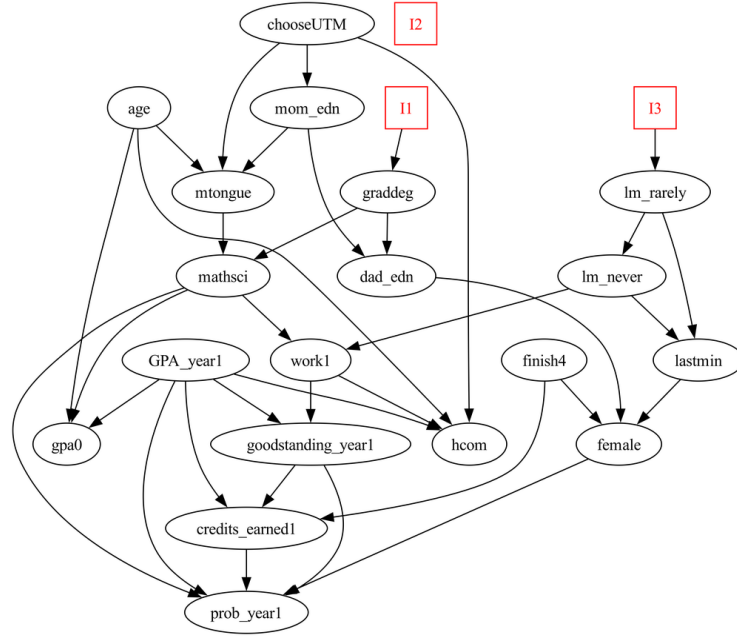 chooseUTM
I2
age
mom_edn
I1
I3
mtongue
graddeg
lm_rarely
mathsci
dad_edn
lm_never
GPA_year1
work1
finish4
lastmin
gpa0
goodstanding_year1
hcom
female
credits_earned1
prob_year1